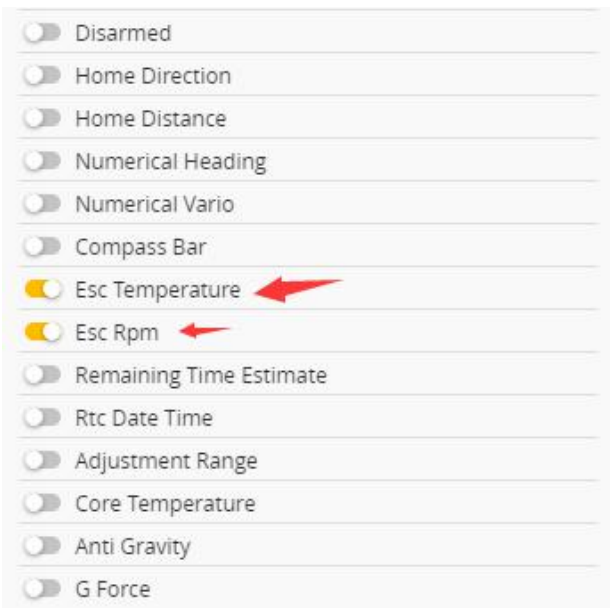 Disarmed
Home Direction
Home Distance
Numerical Heading
Numerical Vario
Compass Bar
Esc Temperature
Esc Rpm
Remaining Time Estimate
Rtc Date Time
Adjustment Range
Core Temperature
Anti Gravity
G Force